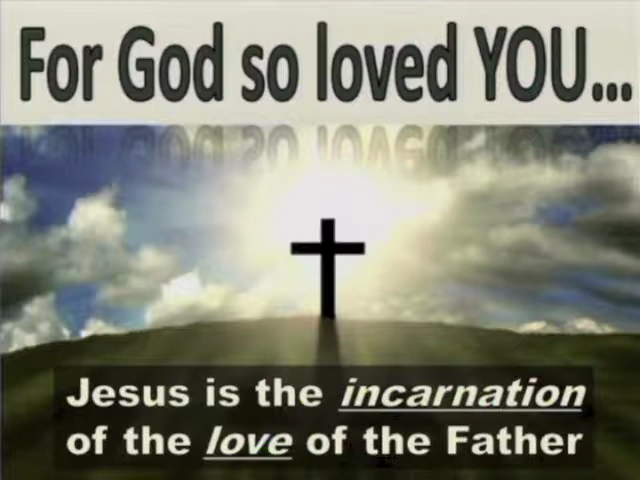 For God so loved YOU...
Jesus is the incarnation
of the love of the Father